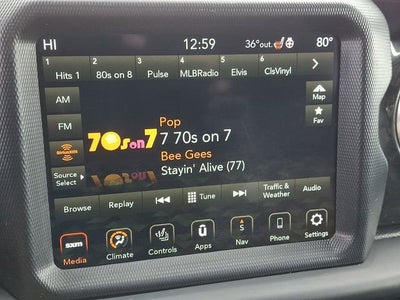 HI 12:59 36°out. 80°
1 2 3 4 5 6
Hits 1 80s on 8 Pulse MLBRadio Elvis ClsVinyl
AM
Map
FM
Fav
Pop
70s on 7
7 70s on 7
SiriusXM
Bee Gees
Stayin' Alive (77)
Source
Select
Browse Replay Tune Traffic & Weather Audio
sxm S
Media Climate Controls Apps Nav Phone Settings